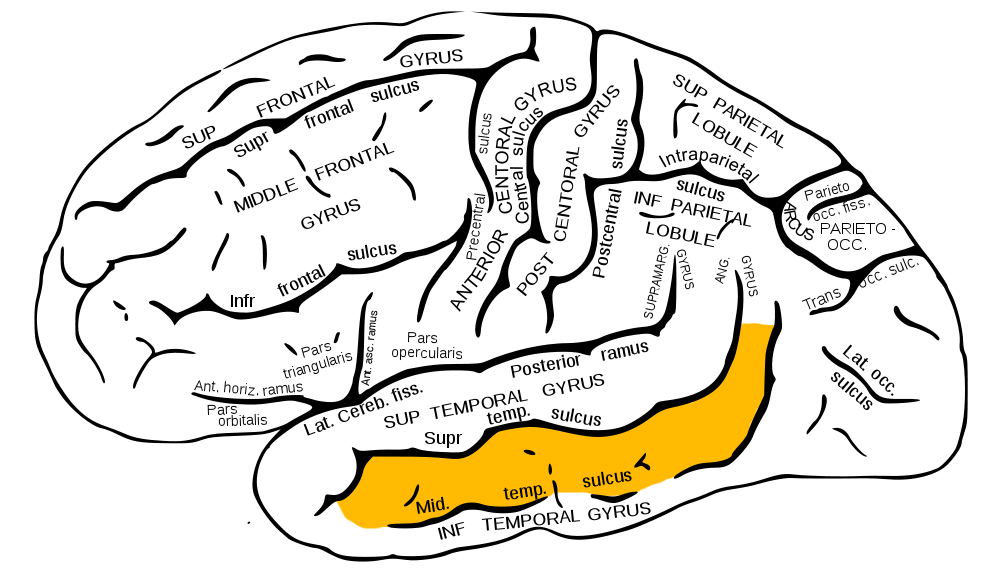 SUP FRONTAL GYRUS
Supr frontal sulcus
MIDDLE FRONTAL
GYRUS
Infr frontal sulcus
Precentral sulcus
ANTERIOR CENTORAL GYRUS
Central sulcus
POST CENTORAL GYRUS
Postcentral sulcus
SUP PARIETAL
LOBULE
Intraparietal
sulcus
INF PARIETAL
LOBULE
SUPRAMARG.
GYRUS
ANG.
GYRUS
ARCUS
Parieto
occ. fiss.
PARIETO -
OCC.
Trans occ. sulc.
Lat. occ.
sulcus
Pars
triangularis
Ant. asc. ramus
Pars
opercularis
Ant. horiz. ramus
Pars
orbitalis
Lat. Cereb. fiss.
Posterior ramus
SUP TEMPORAL GYRUS
Supr temp. sulcus
Mid. temp. sulcus
INF TEMPORAL GYRUS